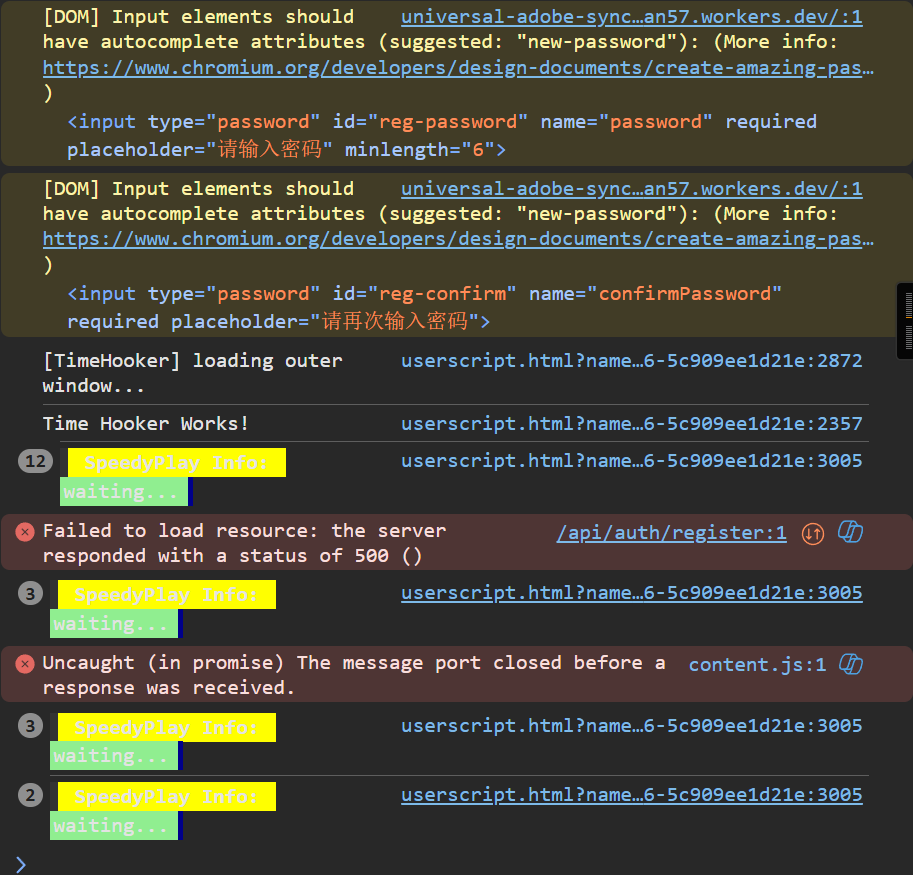 [DOM] Input elements should universal-adobe-sync…an57.workers.dev/:1
have autocomplete attributes (suggested: "new-password"): (More info:
https://www.chromium.org/developers/design-documents/create-amazing-pas…
)
<input type="password" id="reg-password" name="password" required
placeholder="请输入密码" minlength="6">
[DOM] Input elements should universal-adobe-sync…an57.workers.dev/:1
have autocomplete attributes (suggested: "new-password"): (More info:
https://www.chromium.org/developers/design-documents/create-amazing-pas…
)
<input type="password" id="reg-confirm" name="confirmPassword"
required placeholder="请再次输入密码">
[TimeHooker] loading outer userscript.html?name…6-5c909ee1d21e:2872
window...
Time Hooker Works! userscript.html?name…6-5c909ee1d21e:2357
12 SpeedyPlay Info: userscript.html?name…6-5c909ee1d21e:3005
waiting...
Failed to load resource: the server /api/auth/register:1
responded with a status of 500 ()
3 SpeedyPlay Info: userscript.html?name…6-5c909ee1d21e:3005
waiting...
Uncaught (in promise) The message port closed before a content.js:1
response was received.
3 SpeedyPlay Info: userscript.html?name…6-5c909ee1d21e:3005
waiting...
2 SpeedyPlay Info: userscript.html?name…6-5c909ee1d21e:3005
waiting...